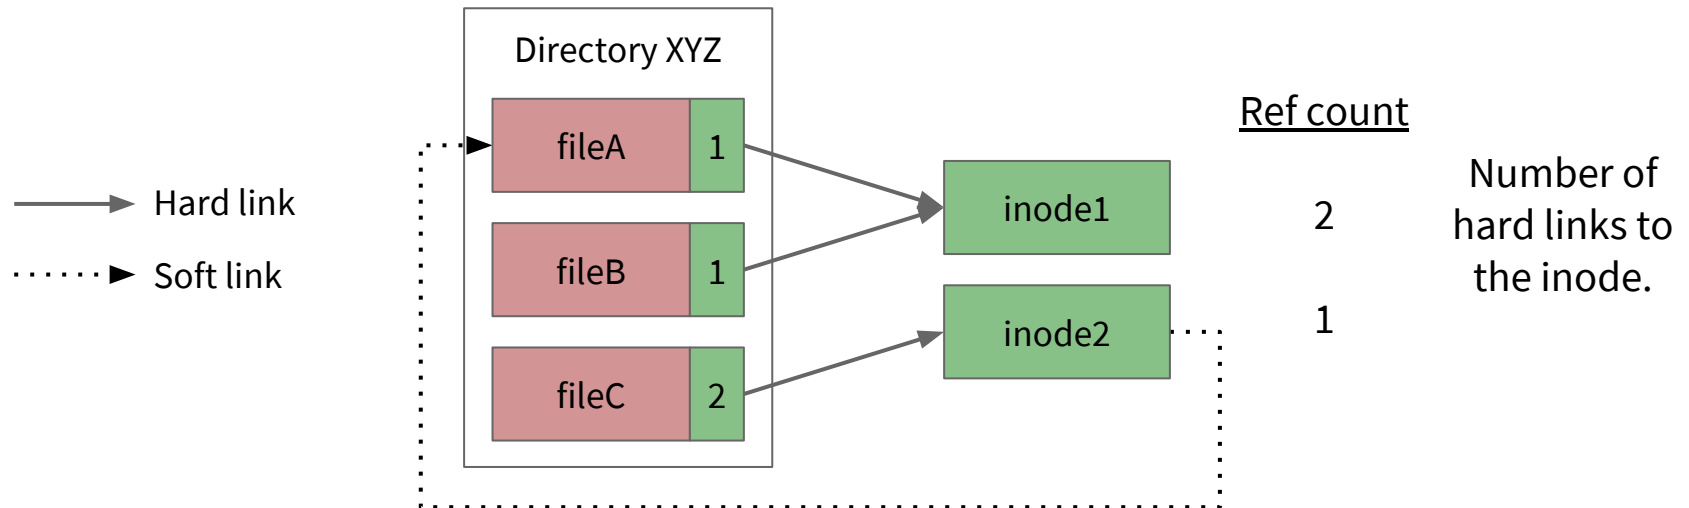 Directory XYZ
fileA 1
fileB 1
fileC 2
Hard link
Soft link
inode1
inode2
Ref count
2
1
Number of
hard links to
the inode.